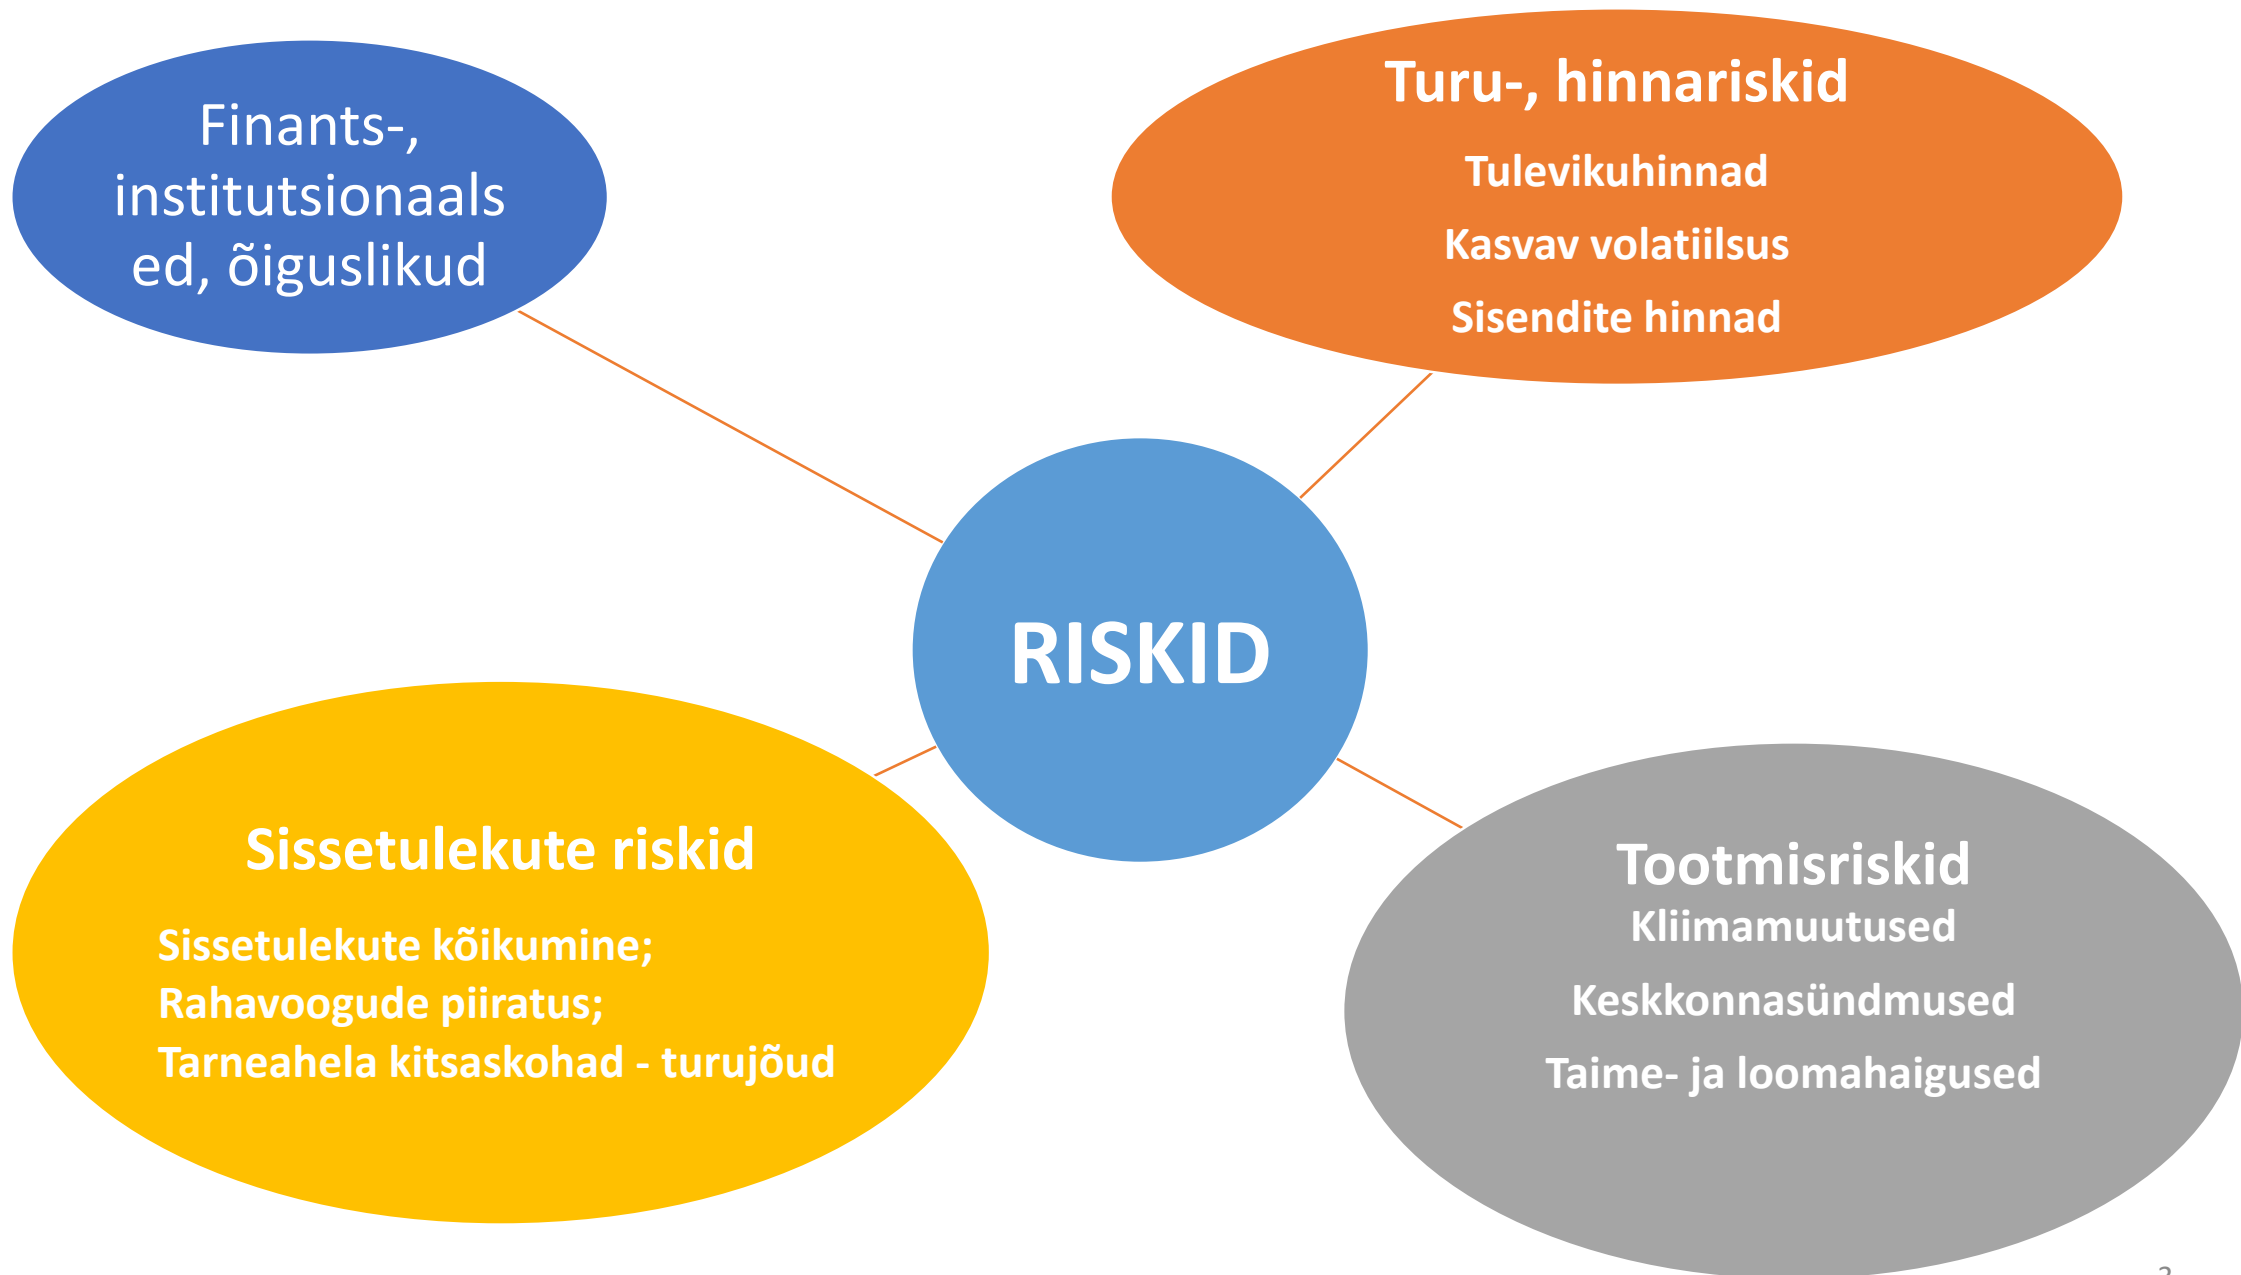 Finants-,
institutsionaals
ed, õiguslikud
Turu-, hinnariskid
Tulevikuhinnad
Kasvav volatiilsus
Sisendite hinnad
RISKID
Sissetulekute riskid
Sissetulekute kõikumine;
Rahavoogude piiratus;
Tarneahela kitsaskohad - turujõud
Tootmisriskid
Kliimamuutused
Keskkonnasündmused
Taime- ja loomahaigused